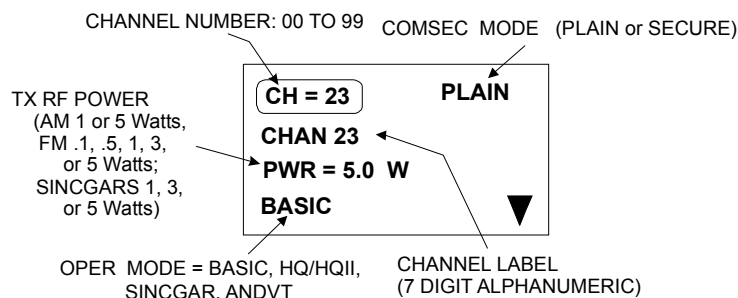 CHANNEL NUMBER: 00 TO 99
COMSEC MODE (PLAIN or SECURE)
TX RF POWER
(AM 1 or 5 Watts,
FM .1, .5, 1, 3,
or 5 Watts;
SINCGARS 1, 3,
or 5 Watts)
CH = 23
PLAIN
CHAN 23
PWR = 5.0 W
BASIC
OPER MODE = BASIC, HQ/HQII,
SINCGAR, ANDVT
CHANNEL LABEL
(7 DIGIT ALPHANUMERIC)